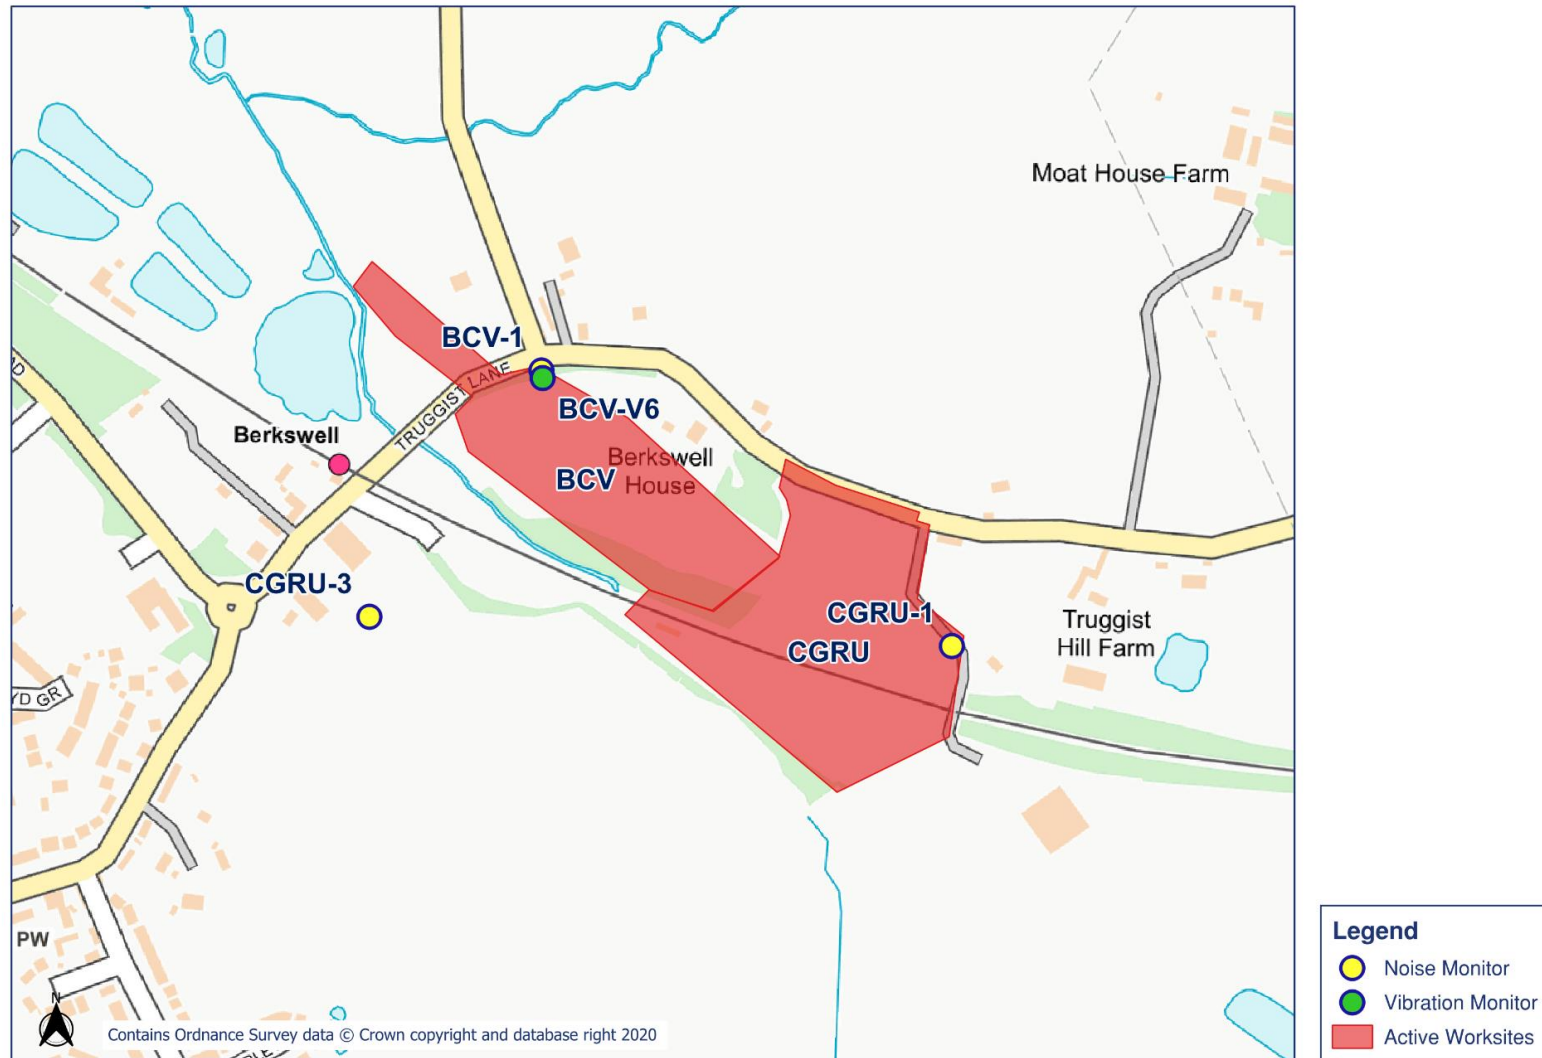 Moat House Farm
BCV-1
TRUGGIST LANE
BCV-V6
Berkswell
Berkswell
House
BCV
CGRU-3
CGRU-1
CGRU
Truggist
Hill Farm
YD GR
PW
N
Contains Ordnance Survey data © Crown copyright and database right 2020
Legend
Noise Monitor
Vibration Monitor
Active Worksites